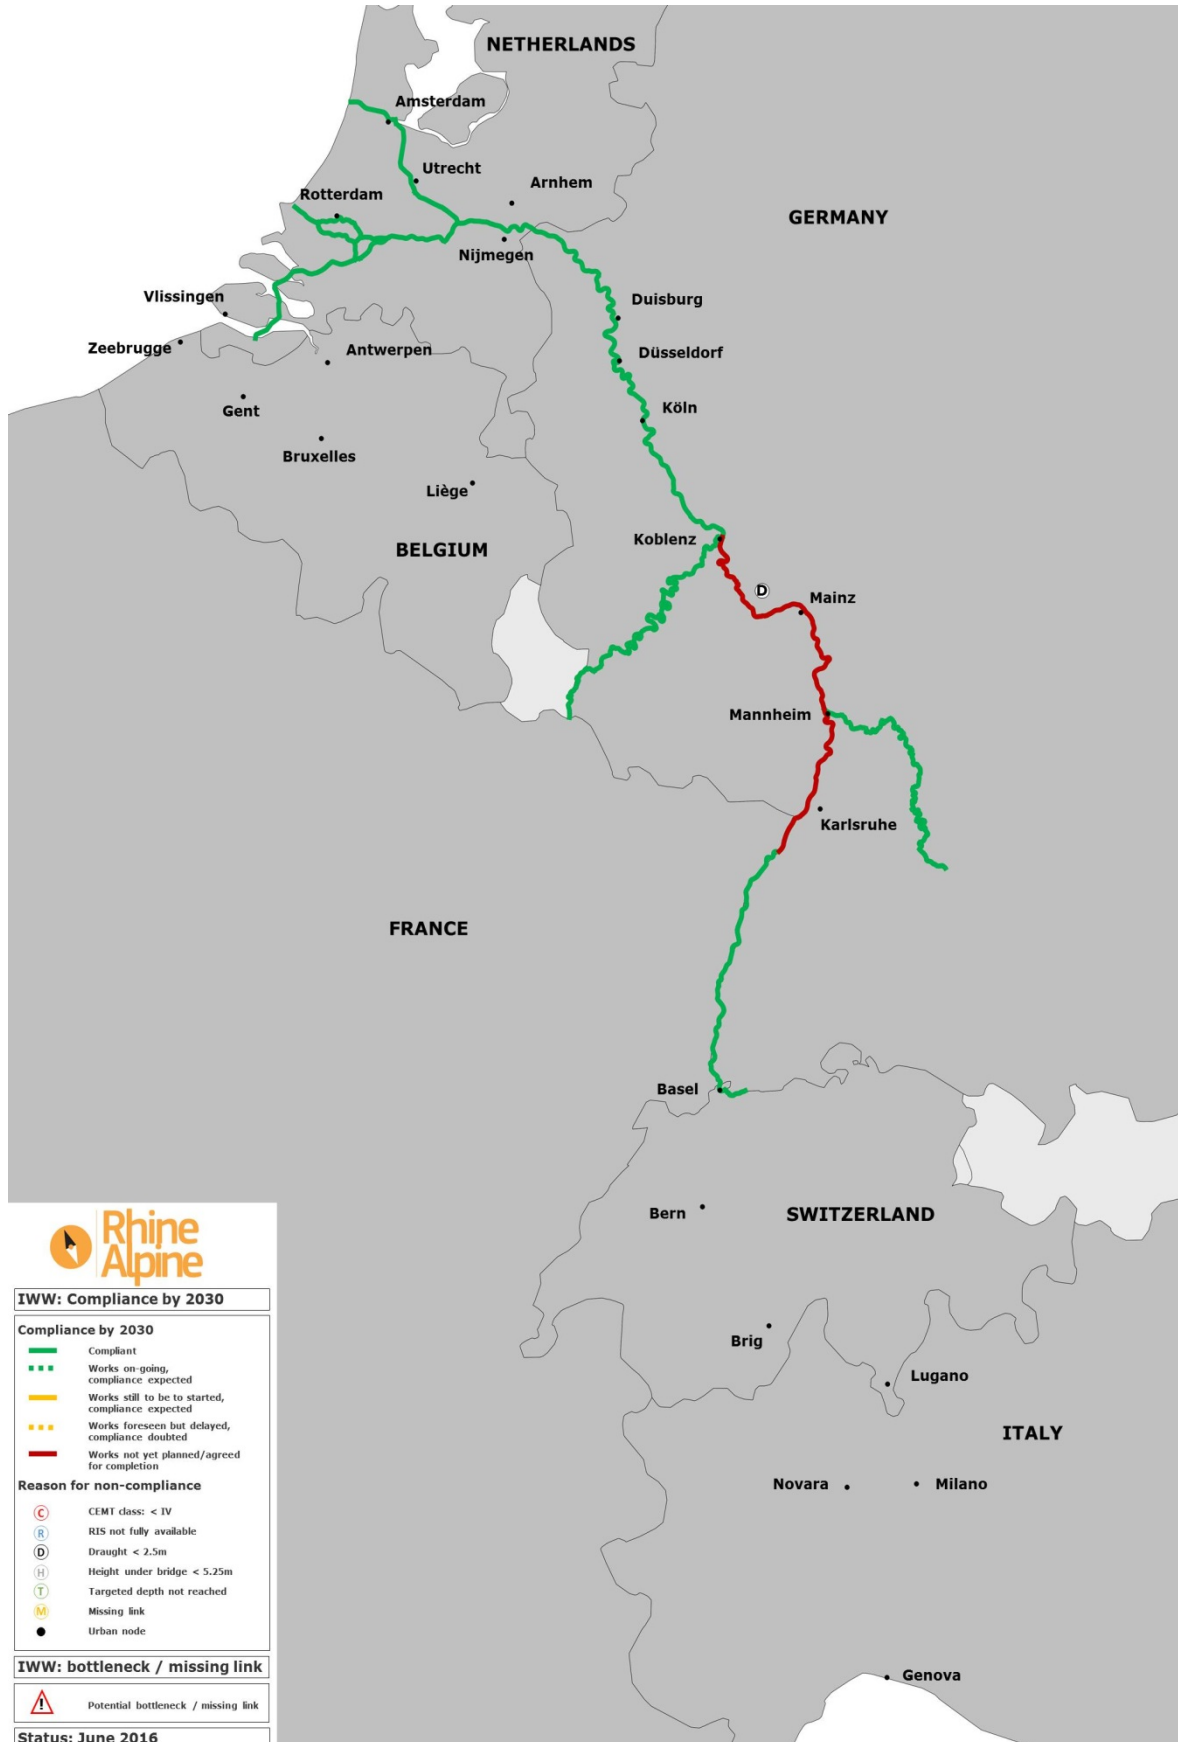 NETHERLANDS
Amsterdam
Utrecht
Arnhem
Rotterdam
GERMANY
Nijmegen
Vlissingen
Duisburg
Zeebrugge
Antwerpen
Düsseldorf
Gent
Köln
Bruxelles
Liège
Koblenz
BELGIUM
D
Mainz
Mannheim
Karlsruhe
FRANCE
Basel
Bern
SWITZERLAND
Brig
Lugano
ITALY
Novara
Milano
Genova
Rhine
Alpine
IWW: Compliance by 2030
Compliance by 2030
Compliant
Works on-going,
compliance expected
Works still to be to started,
compliance expected
Works foreseen but delayed,
compliance doubted
Works not yet planned/agreed
for completion
Reason for non-compliance
C CEMT class: < IV
R RIS not fully available
D Draught < 2.5m
H Height under bridge < 5.25m
T Targeted depth not reached
M Missing link
Urban node
IWW: bottleneck / missing link
! Potential bottleneck / missing link
Status: June 2016